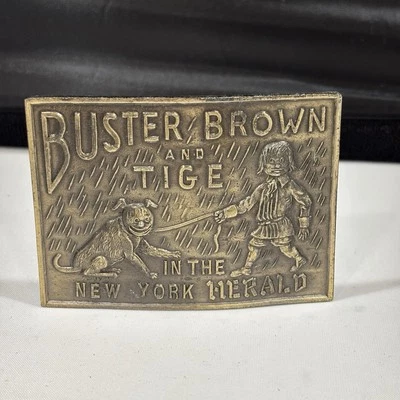 BUSTER BROWN
AND
TIGE
IN THE
NEW YORK HERALD